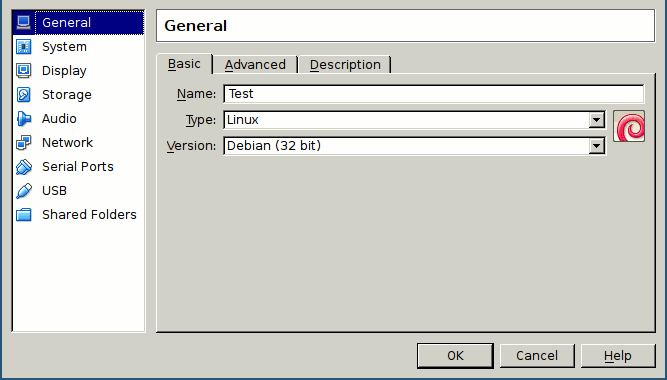 General
System
Display
Storage
Audio
Network
Serial Ports
USB
Shared Folders
General
Basic Advanced Description
Name: Test
Type: Linux
Version: Debian (32 bit)
OK Cancel Help